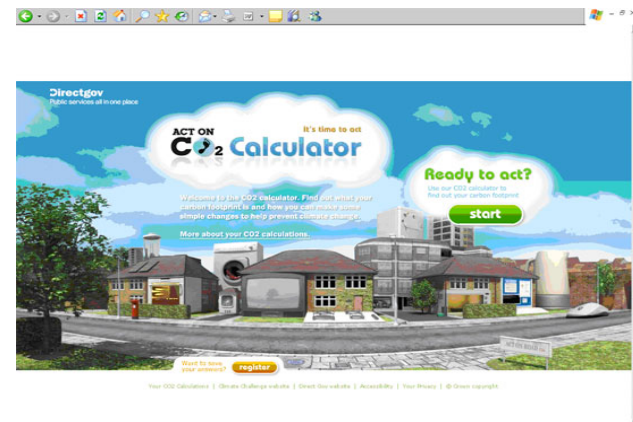 Directgov
Public services all in one place
it's time to act
ACT ON
CO2 Calculator
Ready to act?
Use our CO2 calculator to
find out your carbon footprint
start
Welcome to the CO2 calculator. Find out what your
carbon footprint is and how you can make some
simple changes to help prevent climate change.
More about your CO2 calculations.
Want to save
your answers?
register
Your CO2 Calculations | Climate Challenge website | Direct Gov website | Accessibility | Your Privacy | © Crown copyright